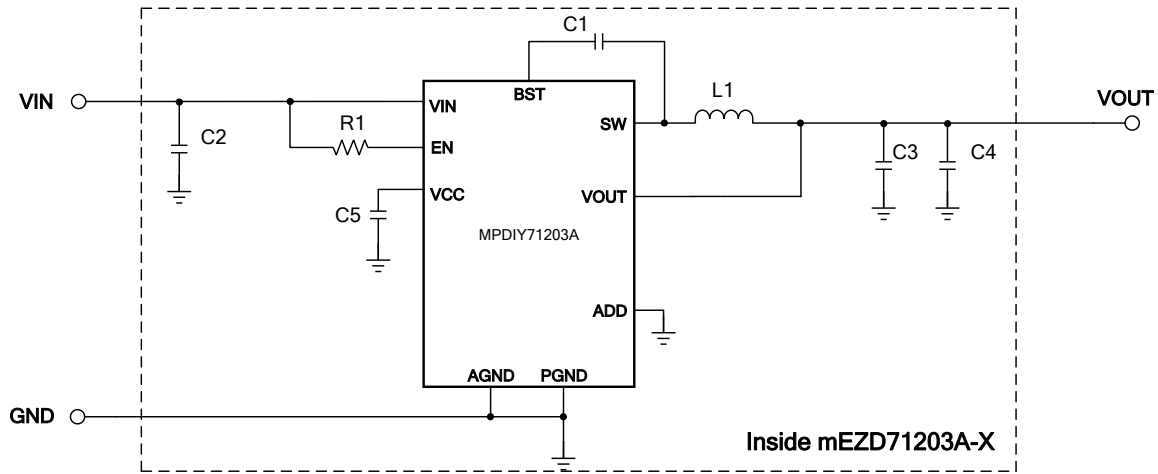 C1
L1
VIN
VOUT
BST
VIN
SW
R1
C2
C3
C4
EN
VCC
VOUT
C5
MPDIY71203A
ADD
AGND
PGND
GND
Inside mEZD71203A-X